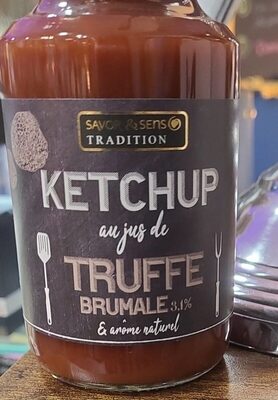 SAVOR & SENS
TRADITION
KETCHUP
au jus de
TRUFFE
BRUMALE 3.1%
& arôme naturel